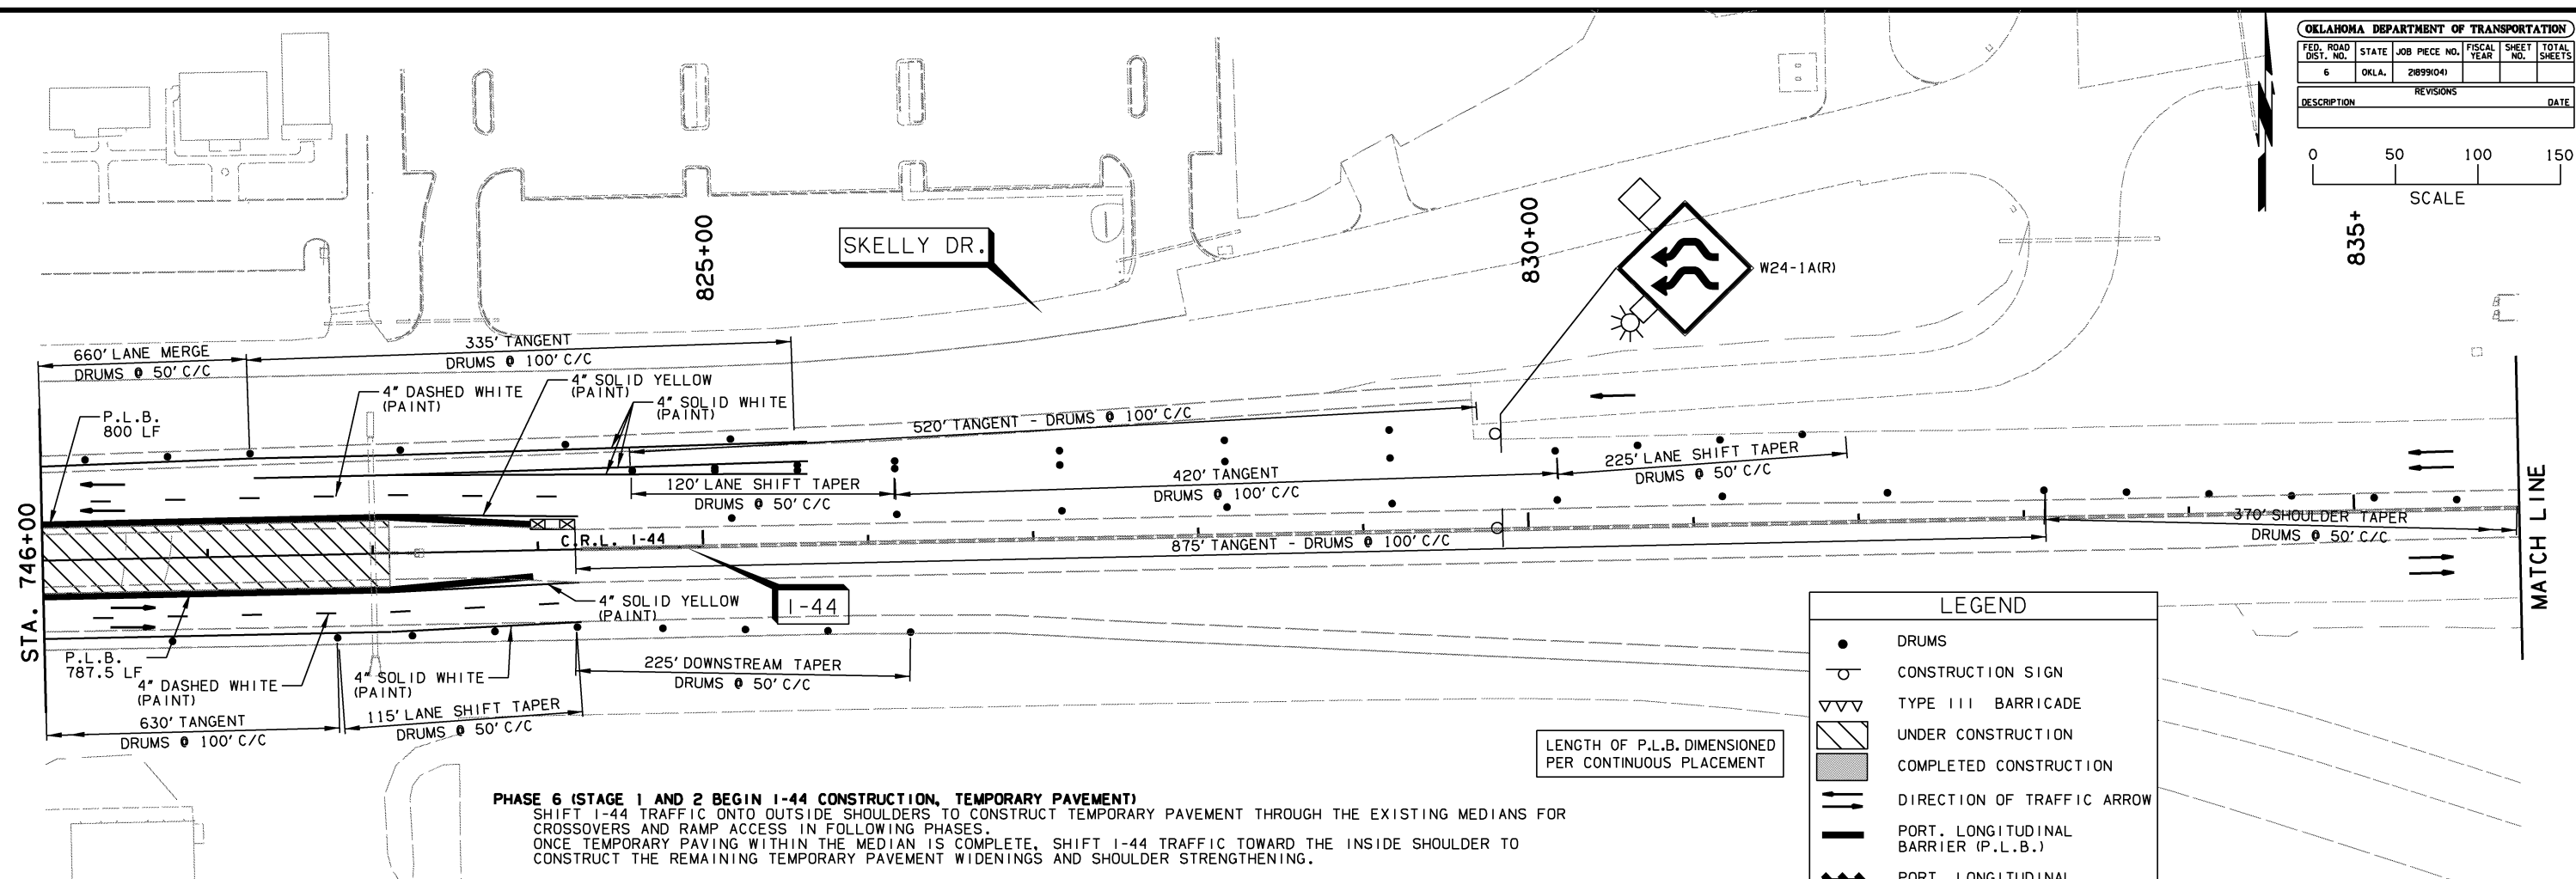 OKLAHOMA DEPARTMENT OF TRANSPORTATION
FED. ROAD DIST. NO.
STATE
JOB PIECE NO.
FISCAL YEAR
SHEET NO.
TOTAL SHEETS
6
OKLA.
21899(04)
REVISIONS
DESCRIPTION
DATE
0 50 100 150
SCALE
825+00
830+00
835+
SKELLY DR.
W24-1A(R)
660' LANE MERGE
DRUMS @ 50' C/C
335' TANGENT
DRUMS @ 100' C/C
4" DASHED WHITE
(PAINT)
4" SOLID YELLOW
(PAINT)
4" SOLID WHITE
(PAINT)
P.L.B.
800 LF
520' TANGENT - DRUMS @ 100' C/C
120' LANE SHIFT TAPER
DRUMS @ 50' C/C
420' TANGENT
DRUMS @ 100' C/C
225' LANE SHIFT TAPER
DRUMS @ 50' C/C
STA. 746+00
C.R.L. I-44
875' TANGENT - DRUMS @ 100' C/C
370' SHOULDER TAPER
DRUMS @ 50' C/C
MATCH LINE
I-44
4" SOLID YELLOW
(PAINT)
P.L.B.
787.5 LF
4" DASHED WHITE
(PAINT)
4" SOLID WHITE
(PAINT)
225' DOWNSTREAM TAPER
DRUMS @ 50' C/C
630' TANGENT
DRUMS @ 100' C/C
115' LANE SHIFT TAPER
DRUMS @ 50' C/C
LENGTH OF P.L.B. DIMENSIONED
PER CONTINUOUS PLACEMENT
LEGEND
DRUMS
CONSTRUCTION SIGN
TYPE III BARRICADE
UNDER CONSTRUCTION
COMPLETED CONSTRUCTION
DIRECTION OF TRAFFIC ARROW
PORT. LONGITUDINAL
BARRIER (P.L.B.)
PORT. LONGITUDINAL
PHASE 6 (STAGE 1 AND 2 BEGIN I-44 CONSTRUCTION, TEMPORARY PAVEMENT)
SHIFT I-44 TRAFFIC ONTO OUTSIDE SHOULDERS TO CONSTRUCT TEMPORARY PAVEMENT THROUGH THE EXISTING MEDIANS FOR
CROSSOVERS AND RAMP ACCESS IN FOLLOWING PHASES.
ONCE TEMPORARY PAVING WITHIN THE MEDIAN IS COMPLETE, SHIFT I-44 TRAFFIC TOWARD THE INSIDE SHOULDER TO
CONSTRUCT THE REMAINING TEMPORARY PAVEMENT WIDENINGS AND SHOULDER STRENGTHENING.